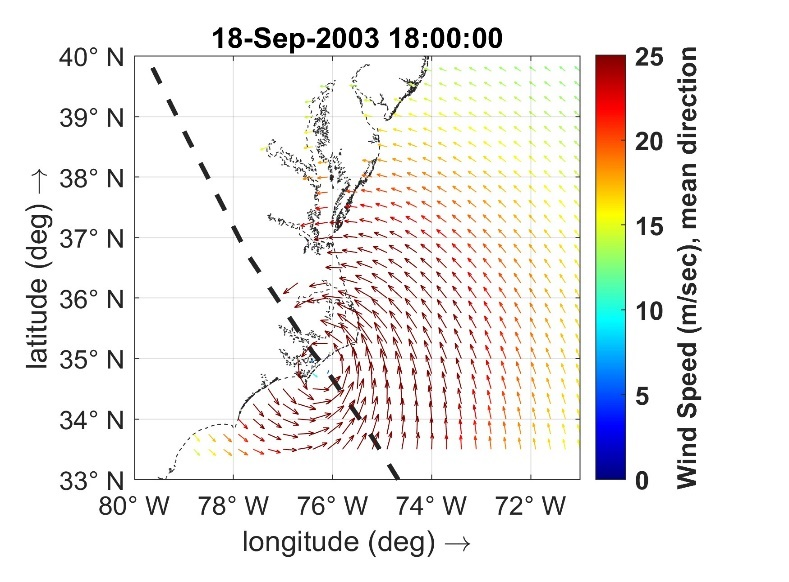 18-Sep-2003 18:00:00
40° N
39° N
38° N
37° N
36° N
35° N
34° N
33° N
latitude (deg) →
80° W
78° W
76° W
74° W
72° W
longitude (deg) →
25
20
15
10
5
0
Wind Speed (m/sec), mean direction